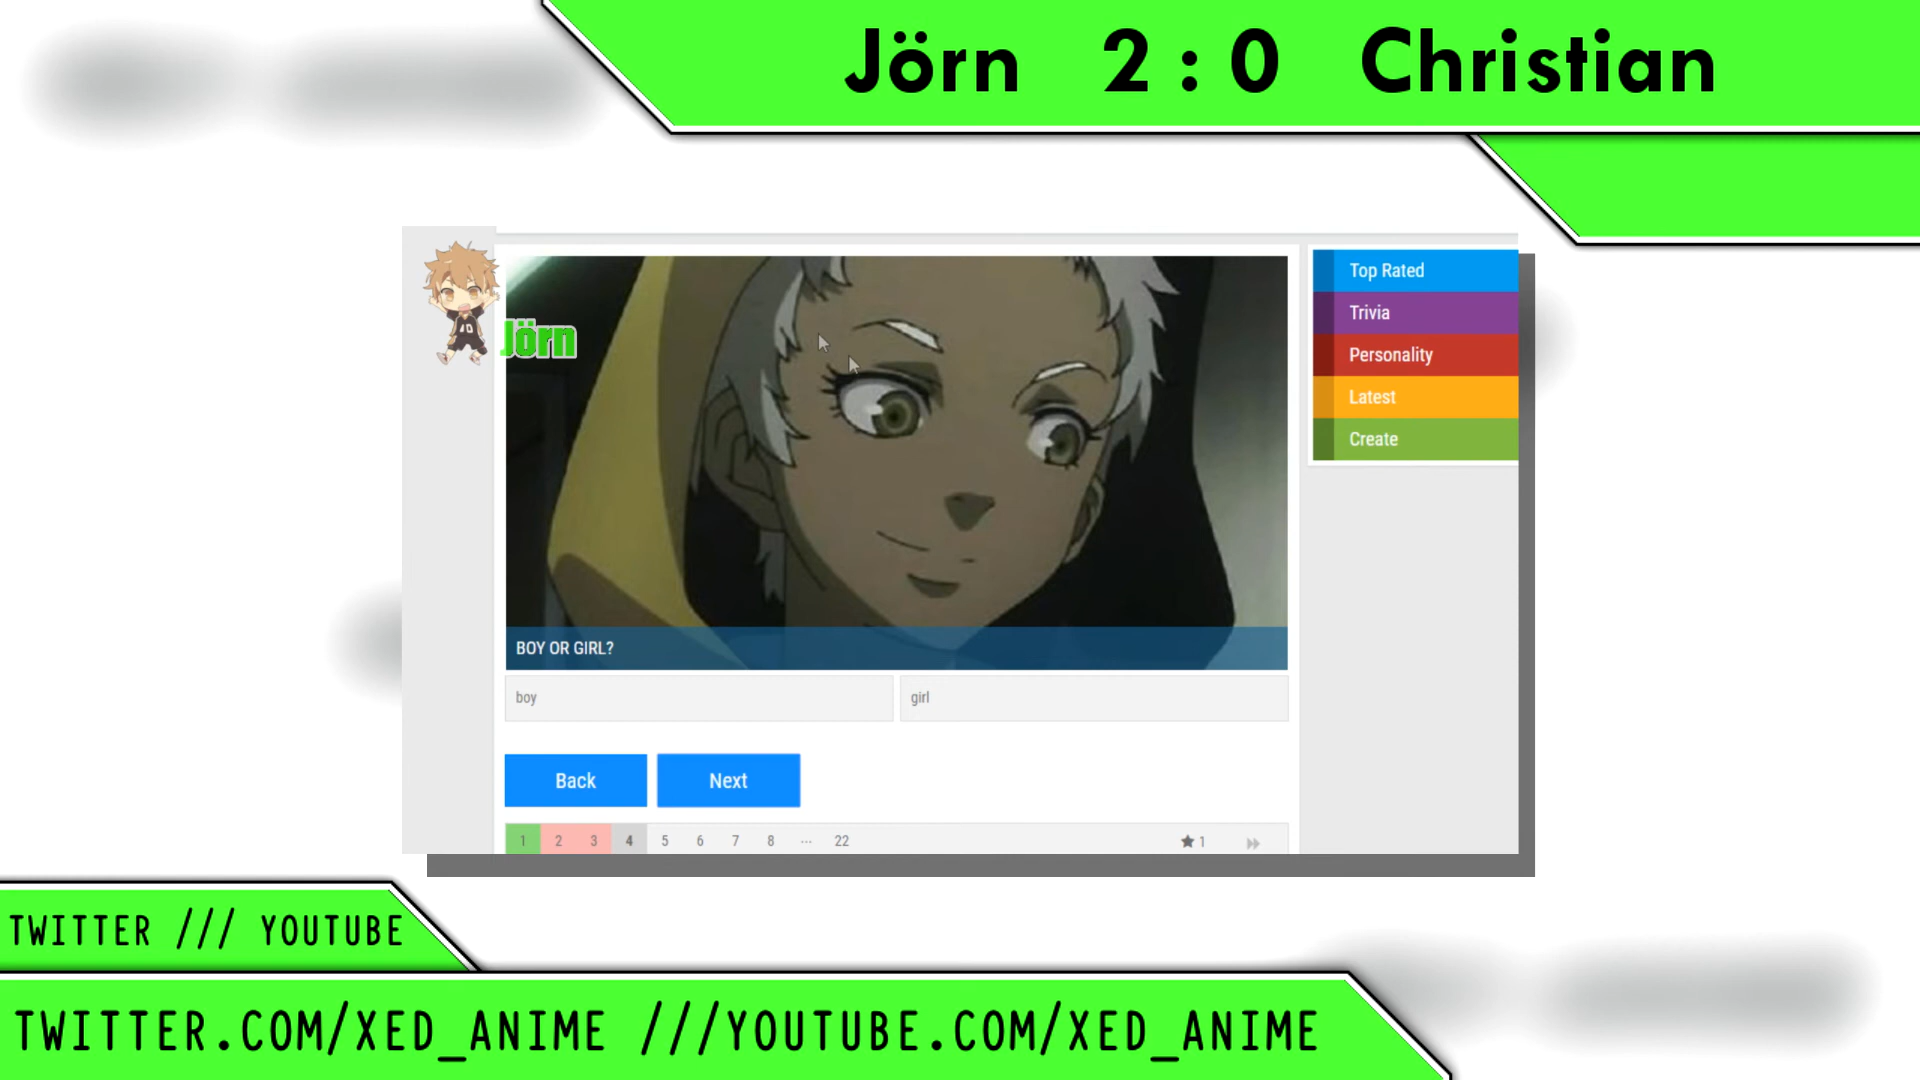 Jörn 2 : 0 Christian
Jörn
Top Rated
Trivia
Personality
Latest
Create
BOY OR GIRL?
boy girl
Back Next
1 2 3 4 5 6 7 8 ... 22 ★ 1
TWITTER /// YOUTUBE
TWITTER.COM/XED_ANIME ///YOUTUBE.COM/XED_ANIME